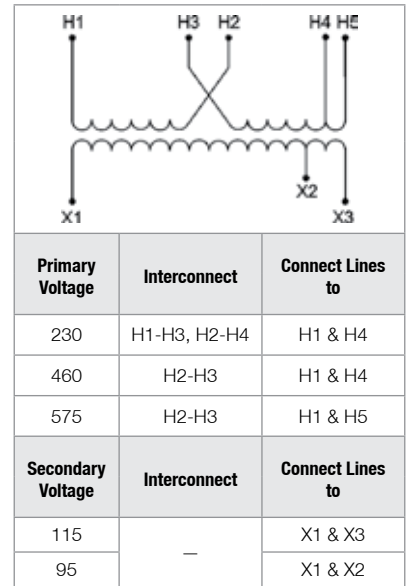 H1 H3 H2 H4 H5
X2
X1 X3
Primary Voltage Interconnect Connect Lines to
230 H1-H3, H2-H4 H1 & H4
460 H2-H3 H1 & H4
575 H2-H3 H1 & H5
Secondary Voltage Interconnect Connect Lines to
115 — X1 & X3
95 X1 & X2